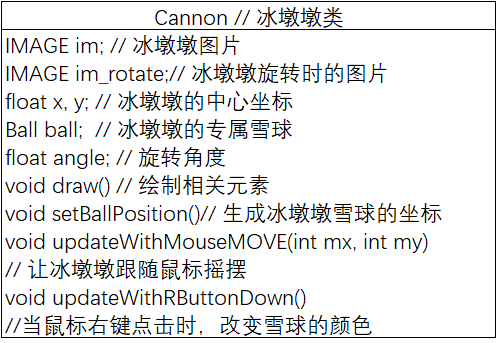 Cannon // 冰墩墩类
IMAGE im; // 冰墩墩图片
IMAGE im_rotate;// 冰墩墩旋转时的图片
float x, y; // 冰墩墩的中心坐标
Ball ball;  // 冰墩墩的专属雪球
float angle; // 旋转角度
void draw() // 绘制相关元素
void setBallPosition()// 生成冰墩墩雪球的坐标
void updateWithMouseMOVE(int mx, int my)
// 让冰墩墩跟随鼠标摇摆
void updateWithRButtonDown()
//当鼠标右键点击时，改变雪球的颜色